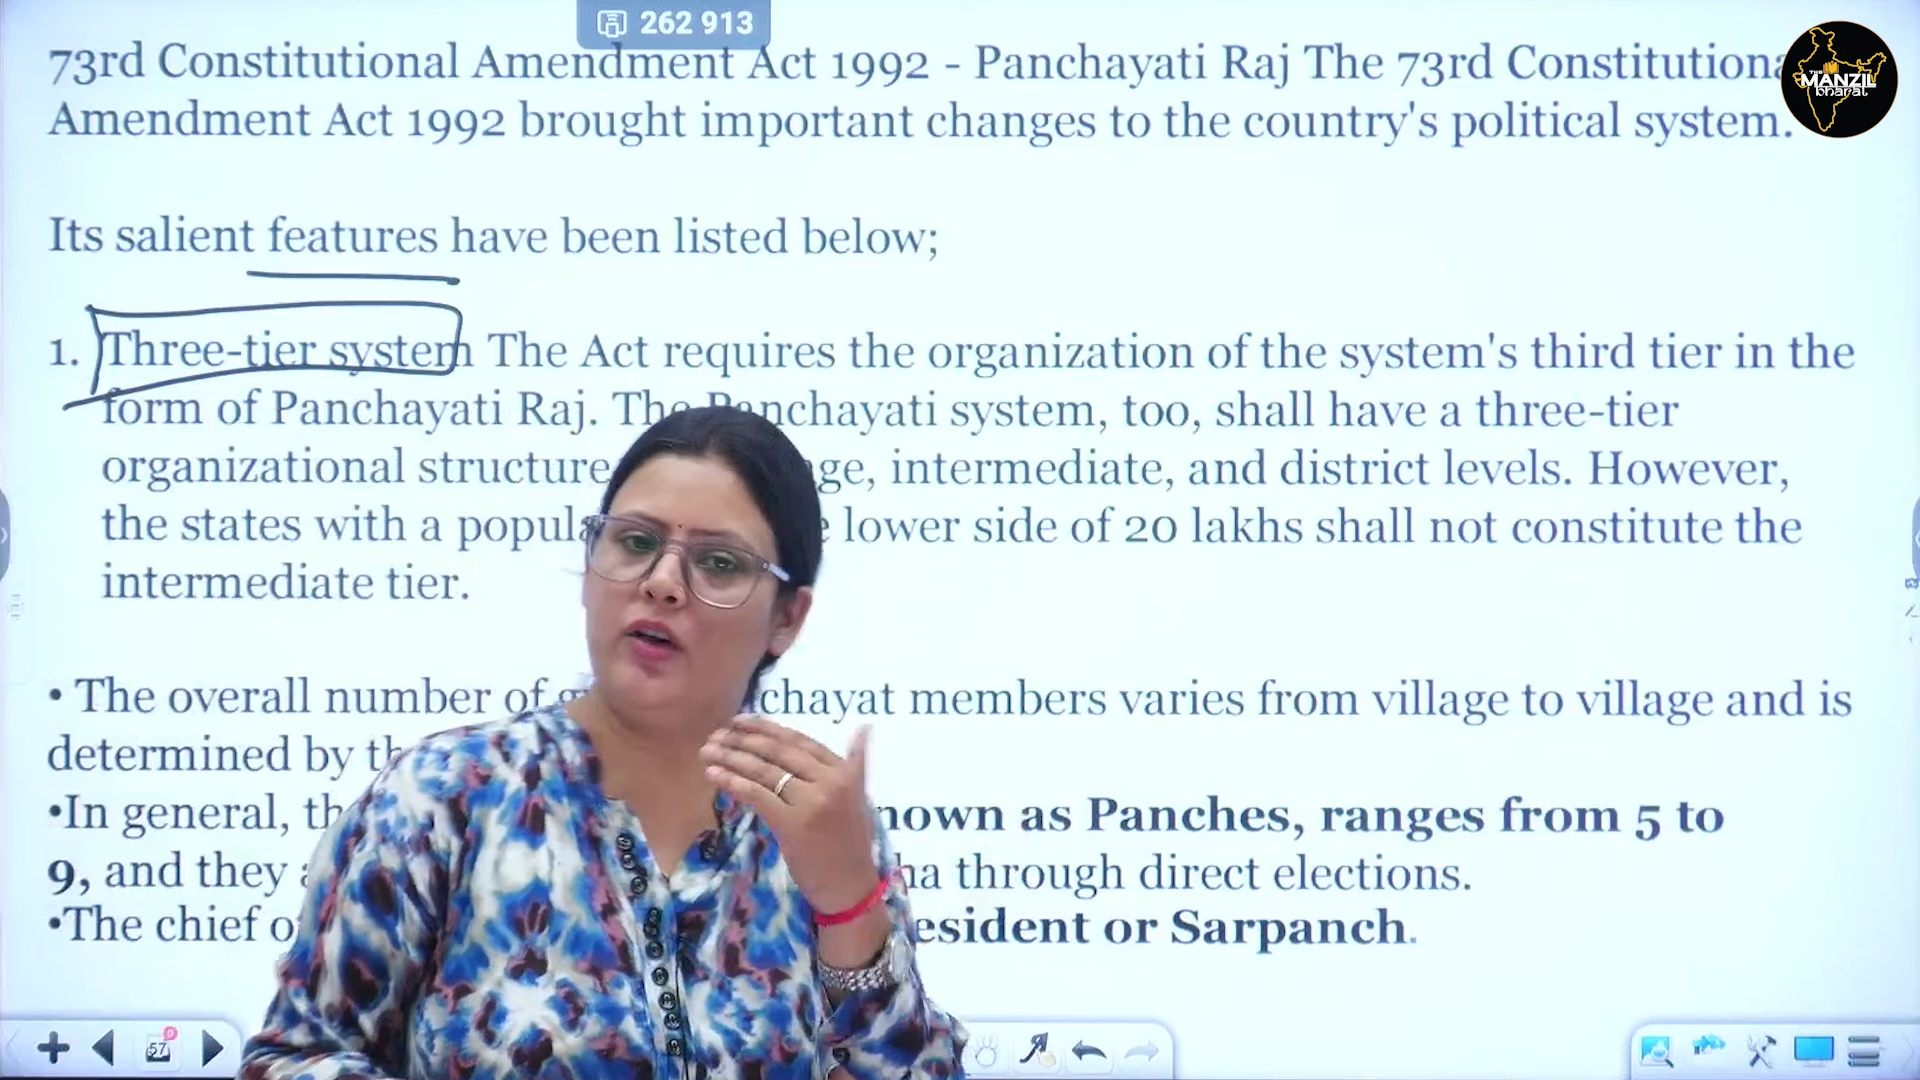 262 913
73rd Constitutional Amendment Act 1992 - Panchayati Raj The 73rd Constitutiona
THE MANZIL bharat
Amendment Act 1992 brought important changes to the country's political system.
Its salient features have been listed below;
1. Three-tier system The Act requires the organization of the system's third tier in the
form of Panchayati Raj. The Panchayati system, too, shall have a three-tier
organizational structure ge, intermediate, and district levels. However,
the states with a popula lower side of 20 lakhs shall not constitute the
intermediate tier.
• The overall number of chayat members varies from village to village and is
determined by th
•In general, th nown as Panches, ranges from 5 to
9, and they ha through direct elections.
•The chief o esident or Sarpanch.
57